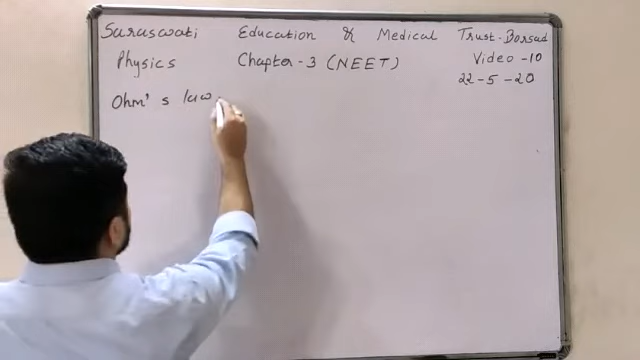 Saraswati Education & Medical Trust-Borsad
Physics Chapter-3 (NEET) Video-10
22-5-20
Ohm's law